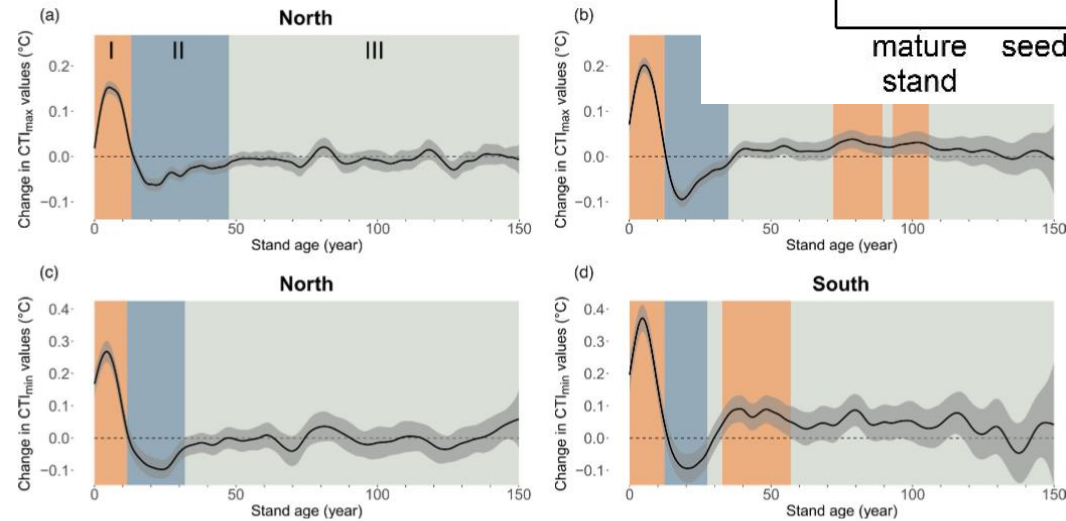 (a)
North
I
II
III
Change in CTImax values (°C)
0.2
0.1
0.0
−0.1
0
50
100
150
Stand age (year)
(b)
mature seed
stand
Change in CTImax values (°C)
0.2
0.1
0.0
−0.1
0
50
100
150
Stand age (year)
(c)
North
Change in CTImin values (°C)
0.4
0.3
0.2
0.1
0.0
−0.1
0
50
100
150
Stand age (year)
(d)
South
Change in CTImin values (°C)
0.4
0.3
0.2
0.1
0.0
−0.1
0
50
100
150
Stand age (year)